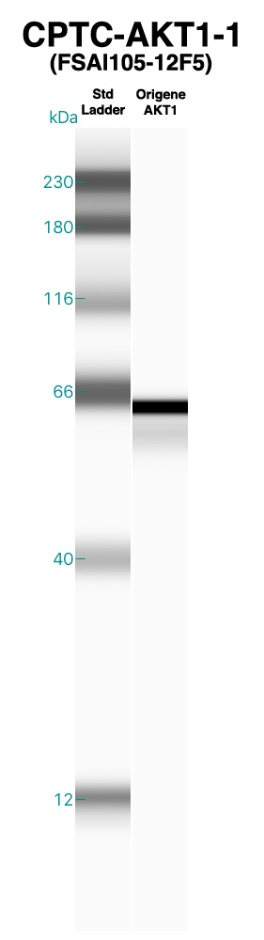 CPTC-AKT1-1
(FSAI105-12F5)
Std Ladder
Origene AKT1
kDa
230
180
116
66
40
12